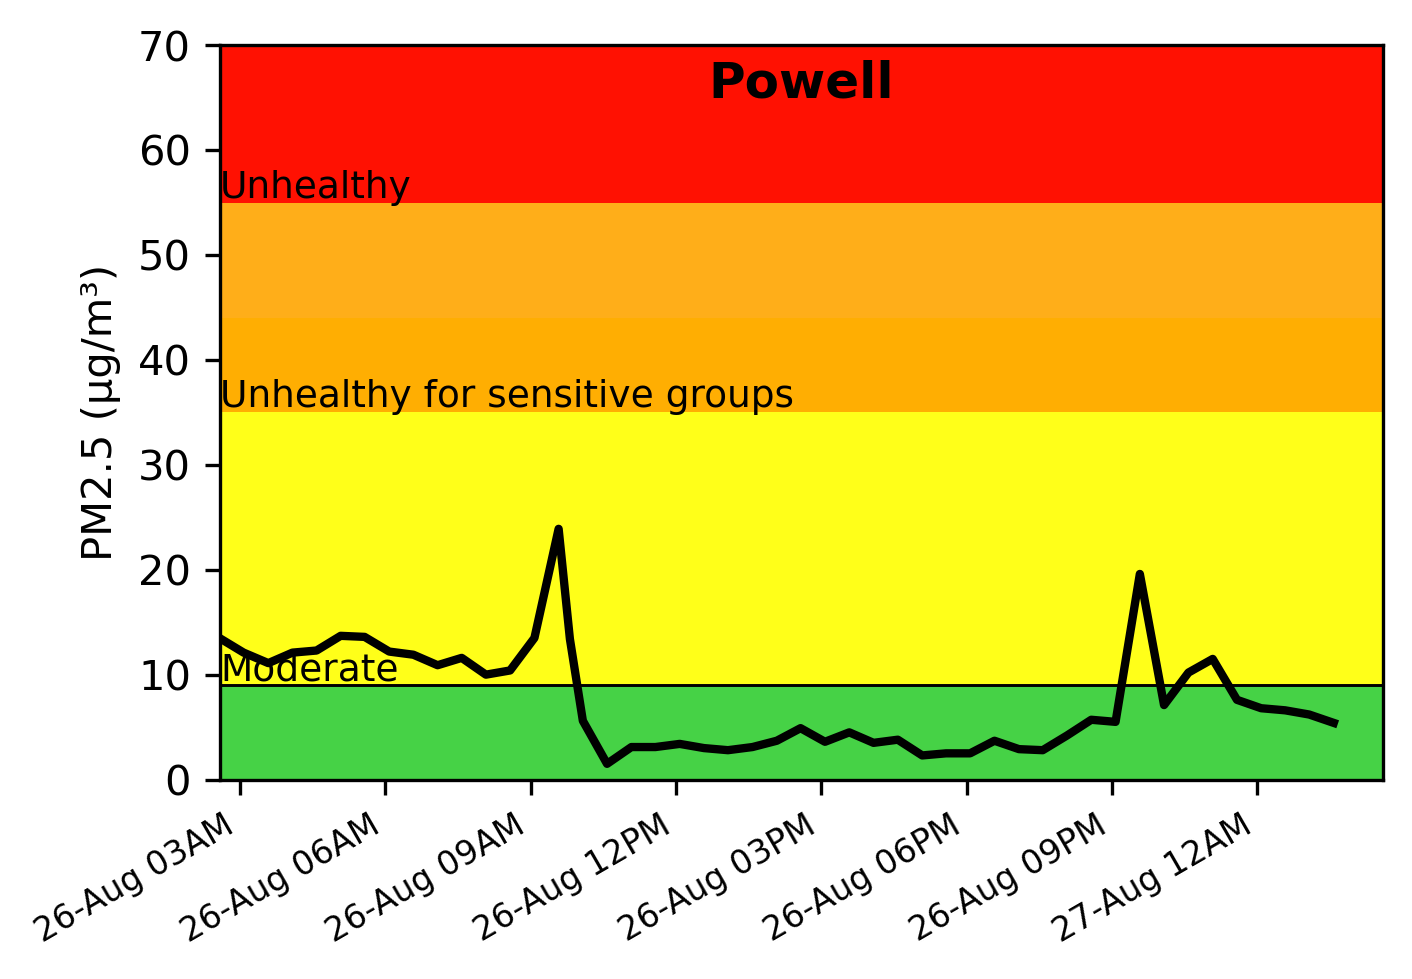 Powell
PM2.5 (µg/m³)
70
60
50
40
30
20
10
0
Unhealthy
Unhealthy for sensitive groups
Moderate
26-Aug 03AM
26-Aug 06AM
26-Aug 09AM
26-Aug 12PM
26-Aug 03PM
26-Aug 06PM
26-Aug 09PM
27-Aug 12AM